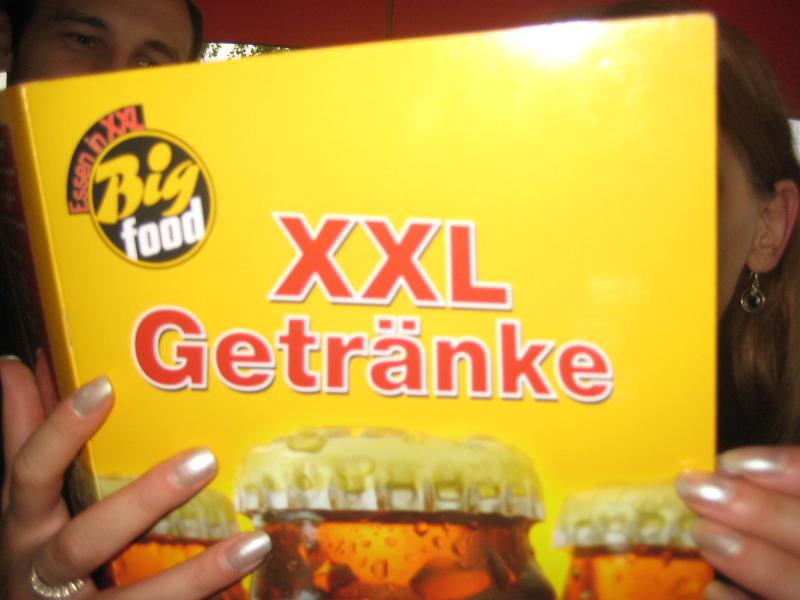 Essen in XXL
Big
food
XXL
Getränke